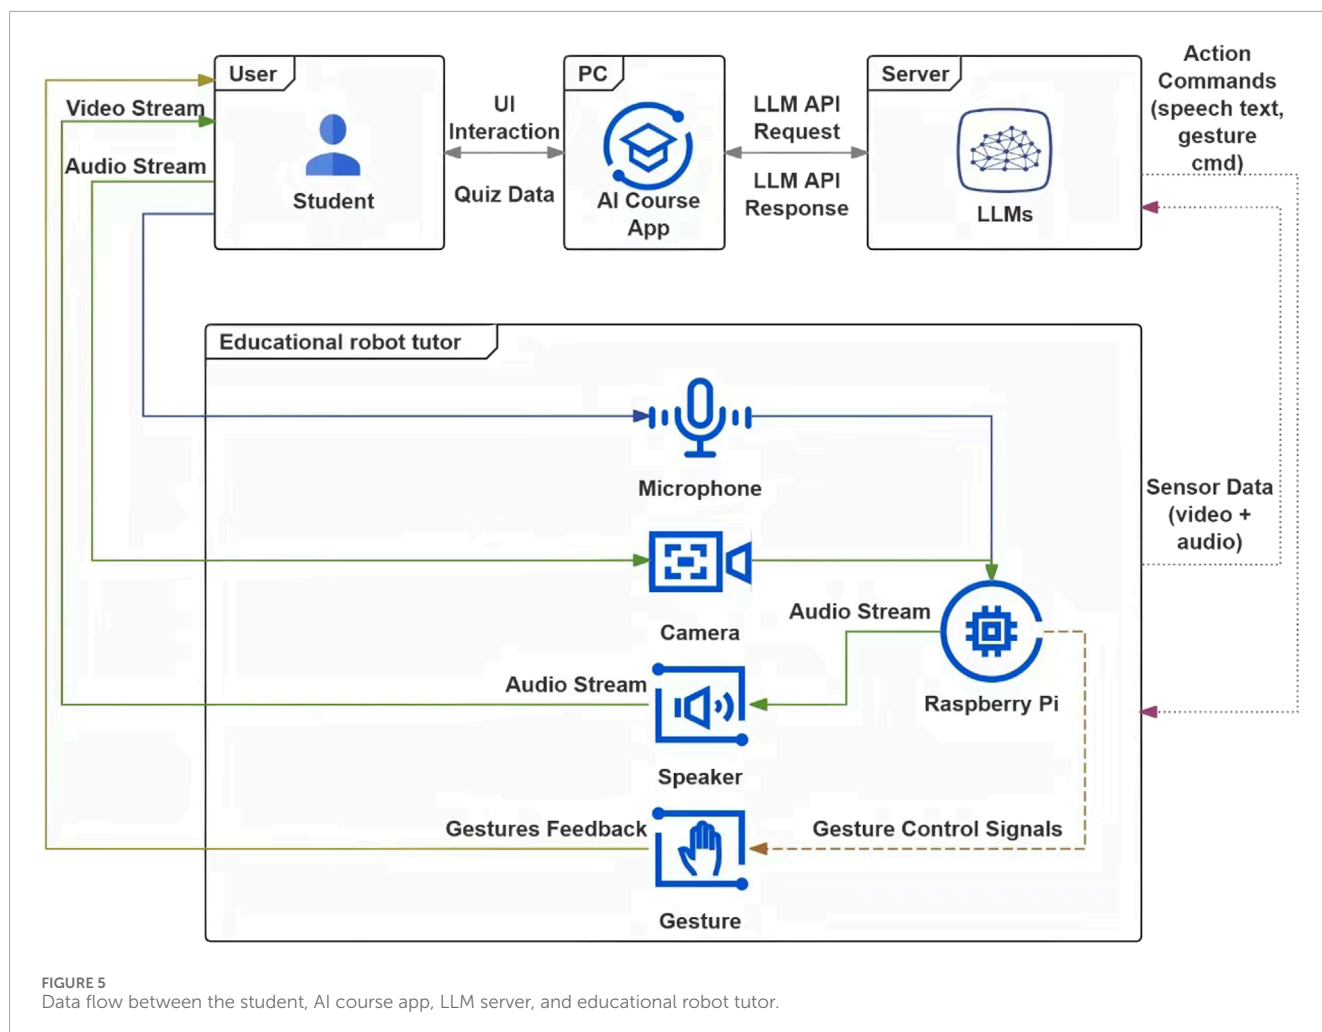 User
PC
Server
Action
Commands
(speech text,
gesture
cmd)
Video Stream
Audio Stream
Student
UI
Interaction
Quiz Data
AI Course
App
LLM API
Request
LLM API
Response
LLMs
Educational robot tutor
Microphone
Sensor Data
(video +
audio)
Camera
Audio Stream
Raspberry Pi
Audio Stream
Speaker
Gestures Feedback
Gesture Control Signals
Gesture
FIGURE 5
Data flow between the student, AI course app, LLM server, and educational robot tutor.